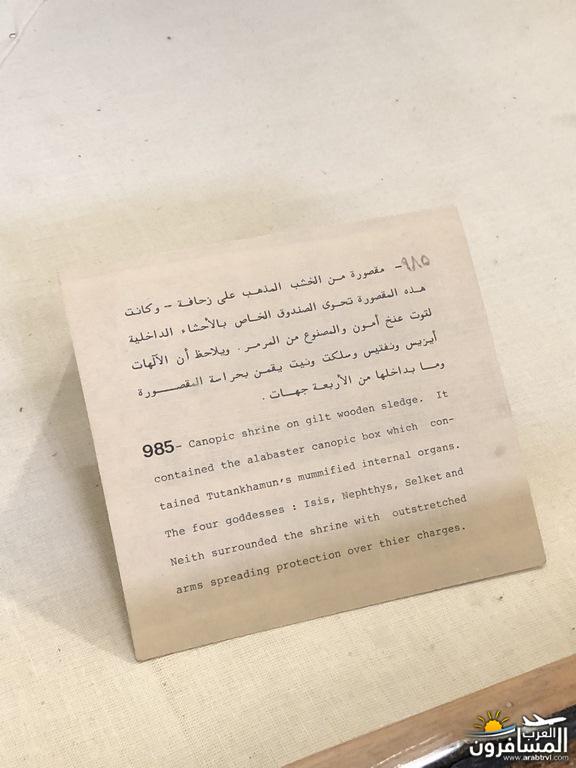 ٩٨٥- مقصورة من الخشب المذهب على زحافة - وكانت
هذه المقصورة تحوى الصندوق الخاص بالأحشاء الداخلية
لتوت عنخ أمون والمصنوع من المرمر . ويلاحظ أن الآلهات
أيزيس ونفتيس وسلكت ونيت يقمن بحراسة المقصورة
وما بداخلها من الأربعة جهات .
985- Canopic shrine on gilt wooden sledge. It
contained the alabaster canopic box which con-
tained Tutankhamun's mummified internal organs.
The four goddesses : Isis, Nephthys, Selket and
Neith surrounded the shrine with outstretched
arms spreading protection over thier charges.
العرب
المسافرون
www.arabtrvl.com